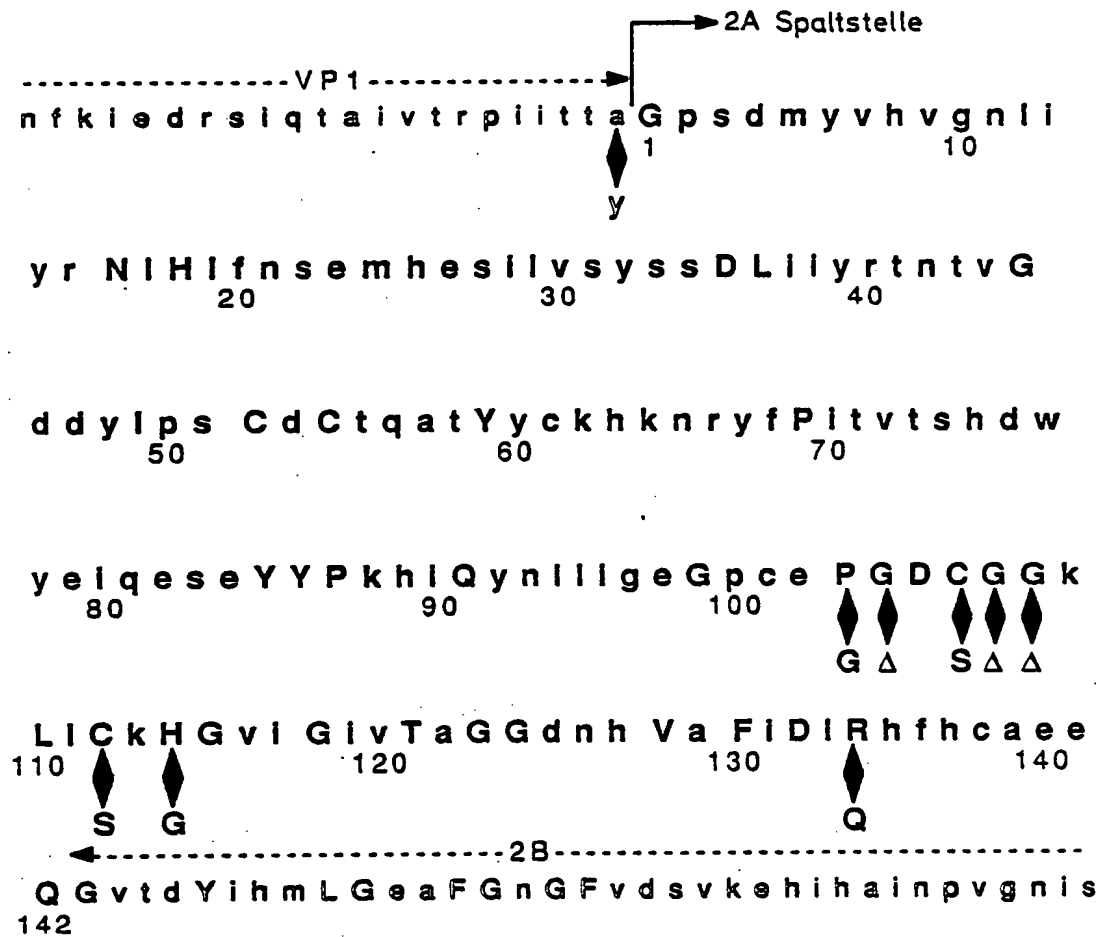 2A Spaltstelle
VP1
n f k i e d r s i q t a i v t r p i i t t a G p s d m y v h v g n l i
1 10
y
y r N l H l f n s e m h e s i l v s y s s D L i i y r t n t v G
20 30 40
d d y i p s C d C t q a t Y y c k h k n r y f P i t v t s h d w
50 60 70
y e i q e s e Y Y P k h i Q y n l l i g e G p c e P G D C G G k
80 90 100
G Δ S Δ Δ
L l C k H G v i G i v T a G G d n h V a F i D l R h f h c a e e
110 120 130 140
S G Q
2B
Q G v t d Y i h m L G e a F G n G F v d s v k e h i h a i n p v g n i s
142